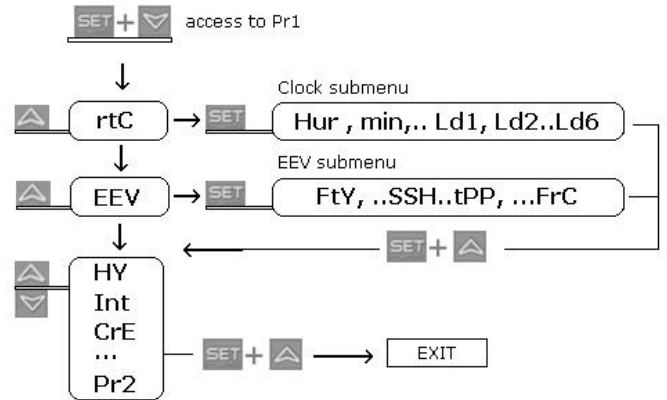 SET + access to Pr1
Clock submenu
rtC SET Hur , min,.. Ld1, Ld2..Ld6
EEV submenu
EEV SET FtY, ..SSH..tPP, ...FrC
SET +
HY
Int
CrE
...
Pr2
SET + EXIT